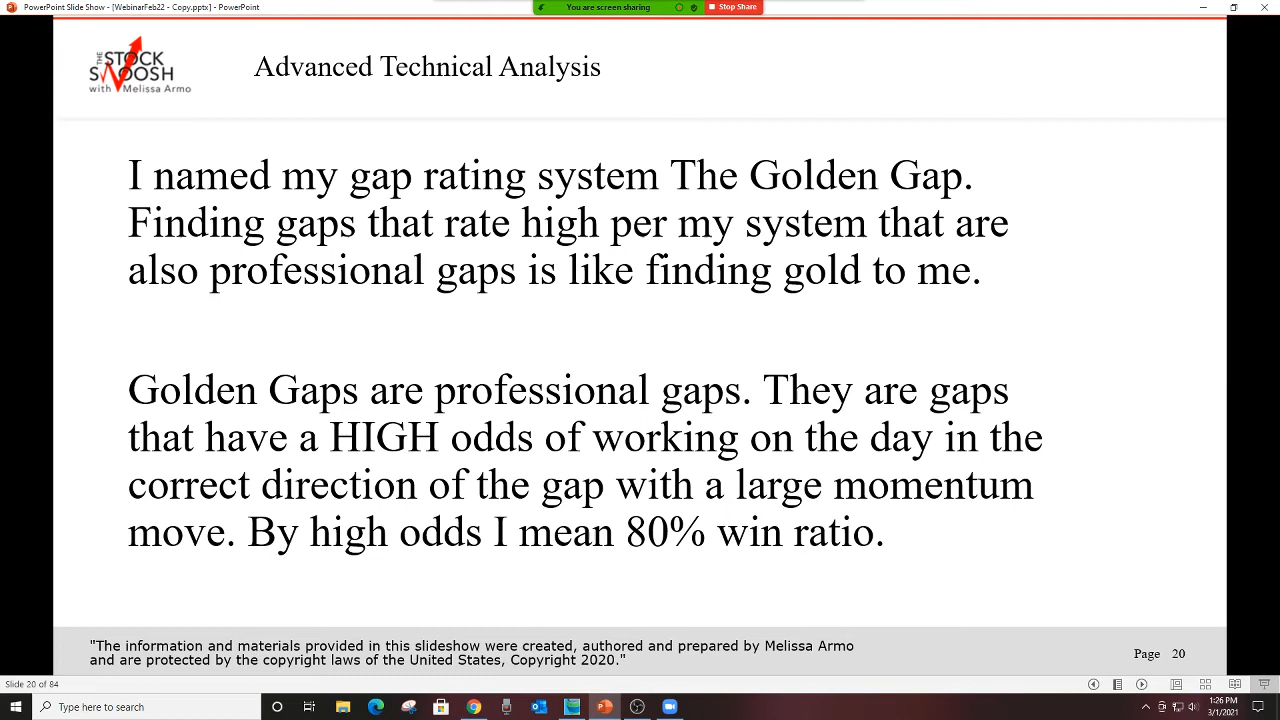 PowerPoint Slide Show - [WebinarFeb22 - Copy.pptx] - PowerPoint
You are screen sharing
Stop Share
THE
STOCK
SWOOSH
with Melissa Armo
Advanced Technical Analysis
I named my gap rating system The Golden Gap.
Finding gaps that rate high per my system that are
also professional gaps is like finding gold to me.
Golden Gaps are professional gaps. They are gaps
that have a HIGH odds of working on the day in the
correct direction of the gap with a large momentum
move. By high odds I mean 80% win ratio.
"The information and materials provided in this slideshow were created, authored and prepared by Melissa Armo
and are protected by the copyright laws of the United States, Copyright 2020."
Page 20
Slide 20 of 84
Type here to search
1:26 PM
3/1/2021